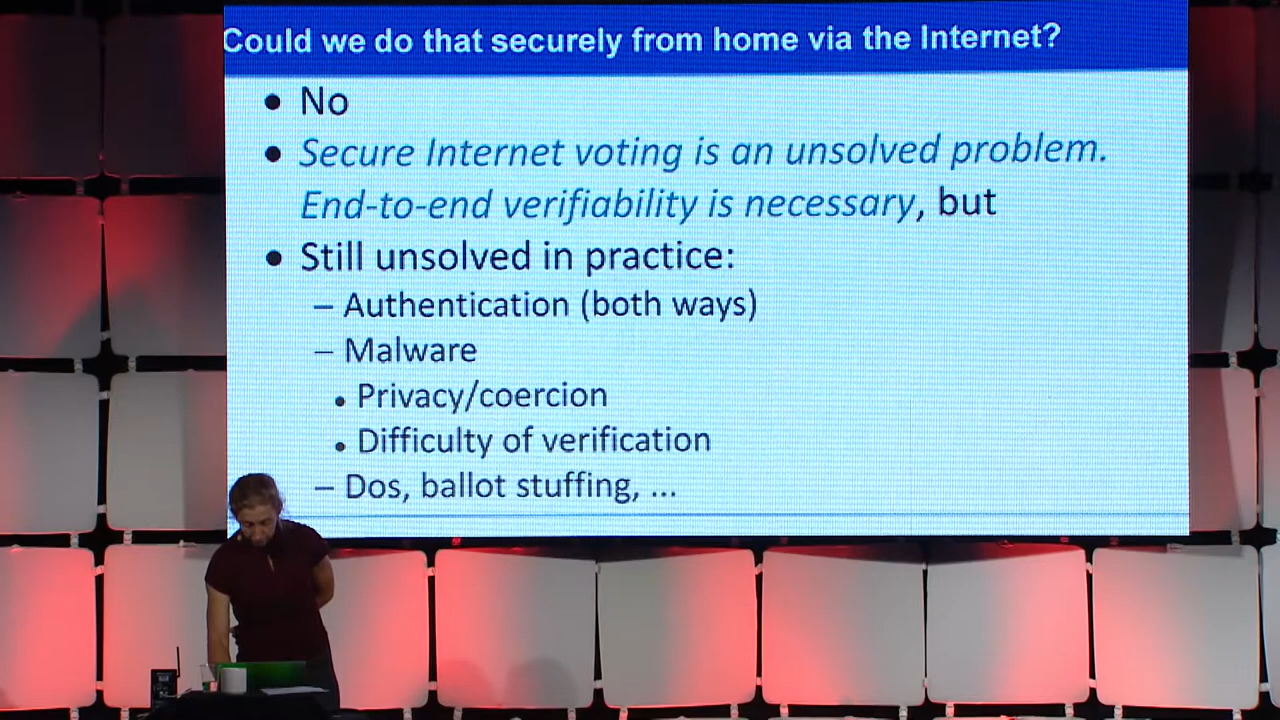 Could we do that securely from home via the Internet?
• No
• Secure Internet voting is an unsolved problem.
End-to-end verifiability is necessary, but
• Still unsolved in practice:
– Authentication (both ways)
– Malware
• Privacy/coercion
• Difficulty of verification
– Dos, ballot stuffing, ...